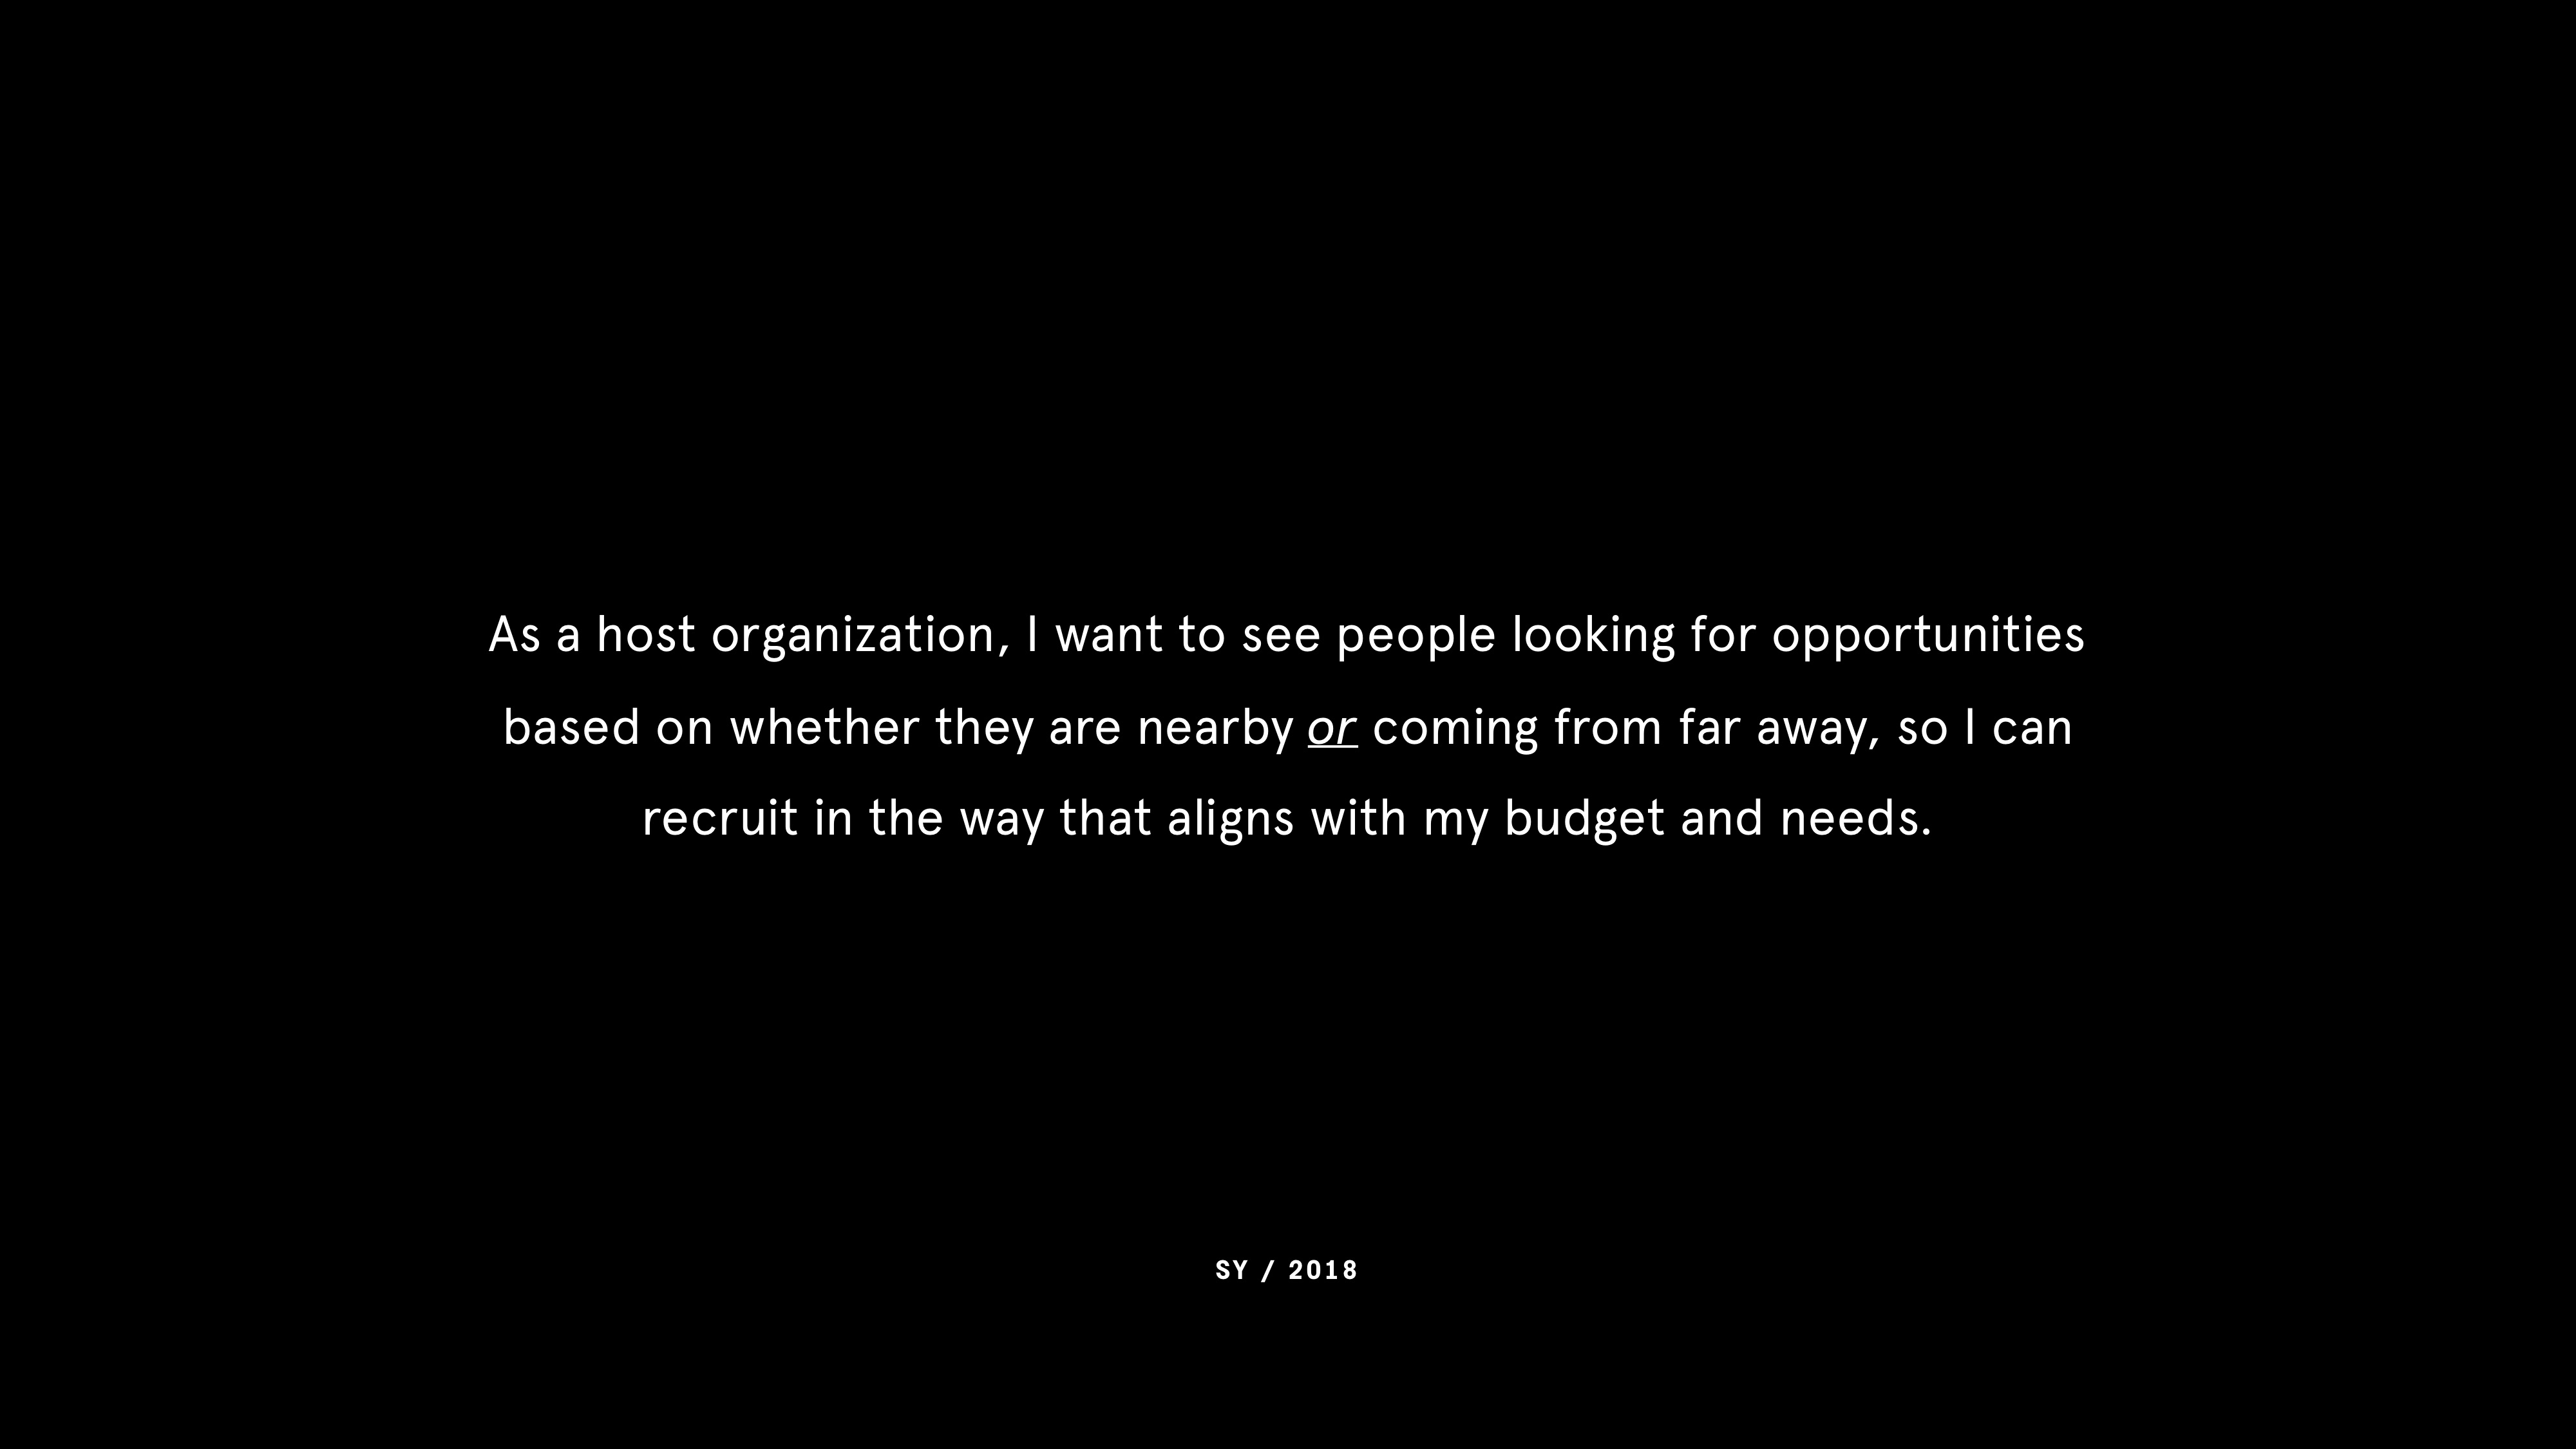 As a host organization, I want to see people looking for opportunities
based on whether they are nearby or coming from far away, so I can
recruit in the way that aligns with my budget and needs.
SY / 2018